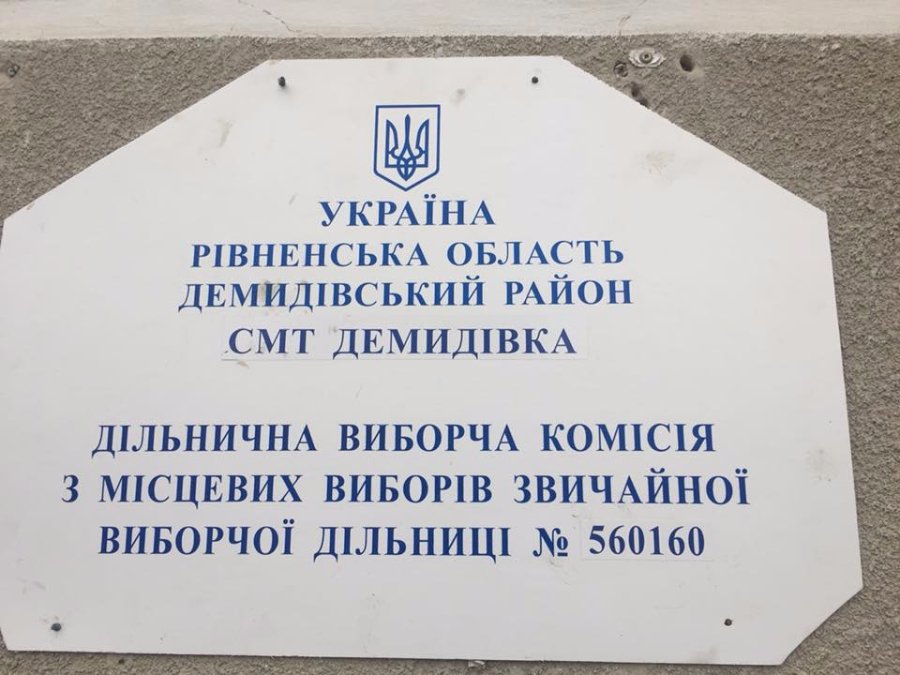 УКРАЇНА
РІВНЕНСЬКА ОБЛАСТЬ
ДЕМИДІВСЬКИЙ РАЙОН
СМТ ДЕМИДІВКА
ДІЛЬНИЧНА ВИБОРЧА КОМІСІЯ
З МІСЦЕВИХ ВИБОРІВ ЗВИЧАЙНОЇ
ВИБОРЧОЇ ДІЛЬНИЦІ № 560160